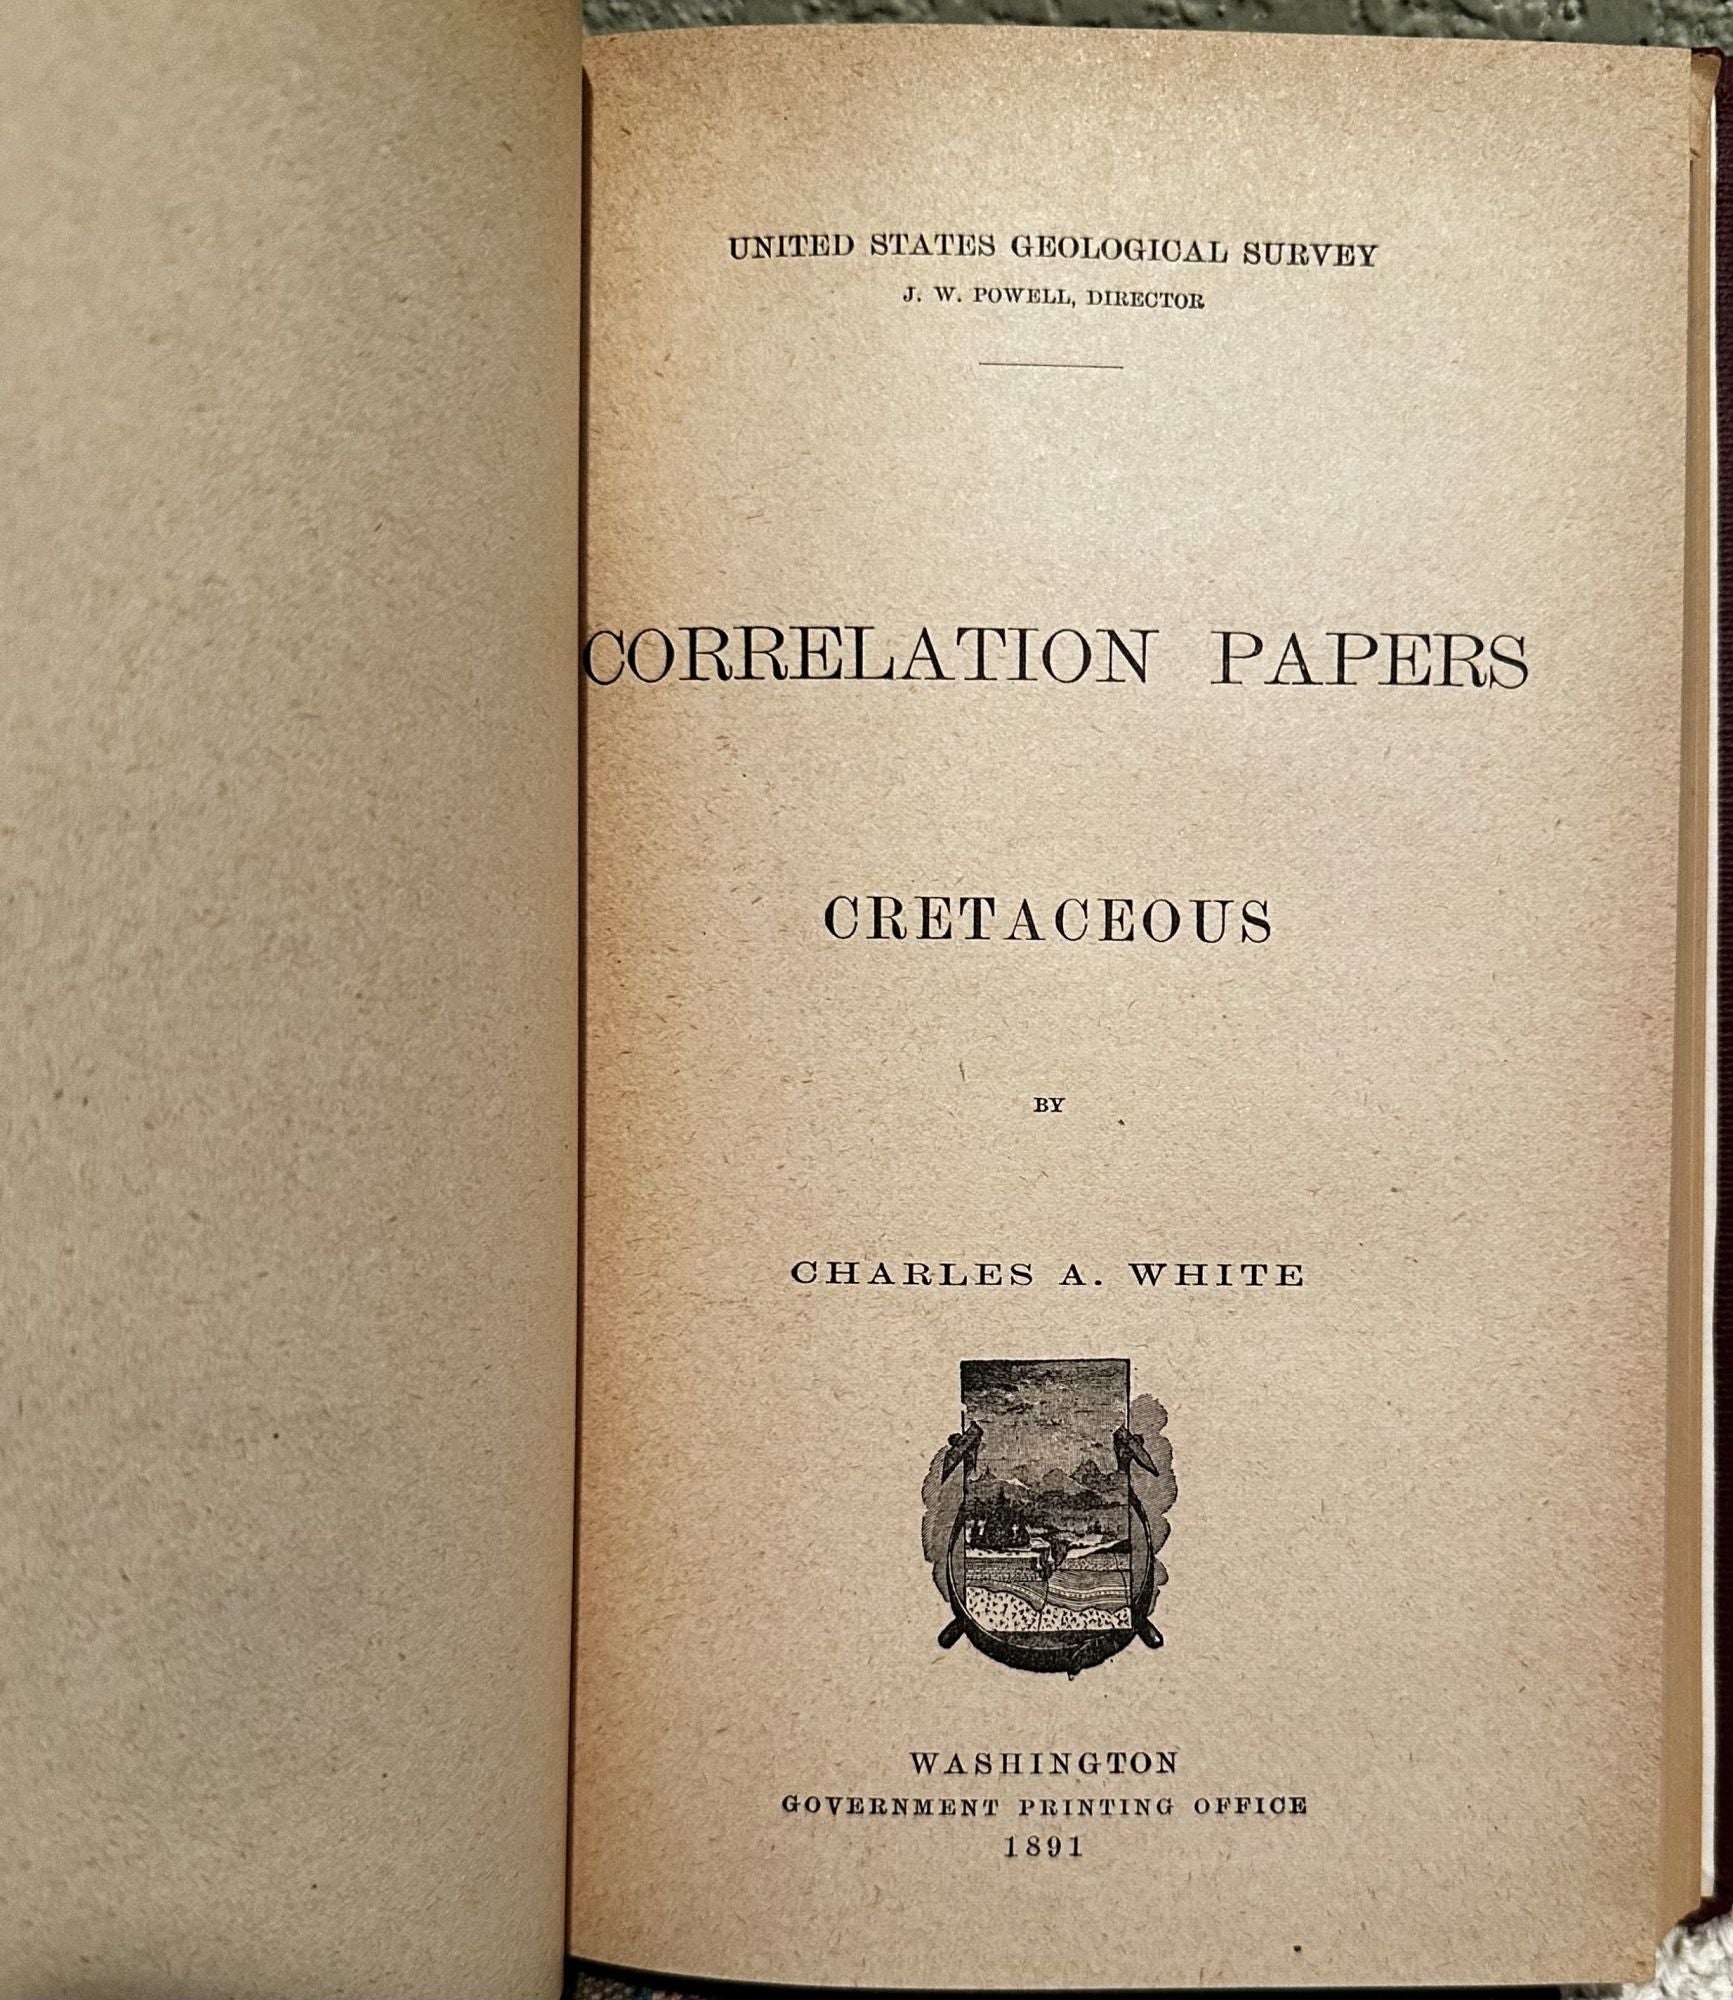 UNITED STATES GEOLOGICAL SURVEY
J. W. POWELL, DIRECTOR
CORRELATION PAPERS
CRETACEOUS
BY
CHARLES A. WHITE
WASHINGTON
GOVERNMENT PRINTING OFFICE
1891